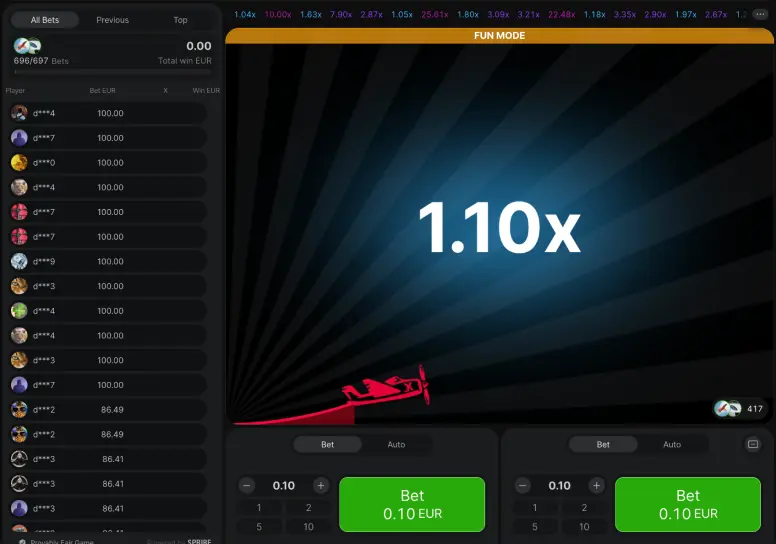 All Bets Previous Top
0.00
696/697 Bets Total win EUR
Player Bet EUR X Win EUR
d***4 100.00
d***7 100.00
d***0 100.00
d***4 100.00
d***7 100.00
d***7 100.00
d***9 100.00
d***3 100.00
d***4 100.00
d***4 100.00
d***3 100.00
d***7 100.00
d***2 86.49
d***2 86.49
d***3 86.41
d***3 86.41
d***3 86.41
Provably Fair Game Powered by SPRIBE
1.04x 10.00x 1.63x 7.90x 2.87x 1.05x 25.61x 1.80x 3.09x 3.21x 22.48x 1.18x 3.35x 2.90x 1.97x 2.67x
FUN MODE
1.10x
X
417
Bet Auto
0.10
1 2
5 10
Bet
0.10 EUR
Bet Auto
0.10
1 2
5 10
Bet
0.10 EUR